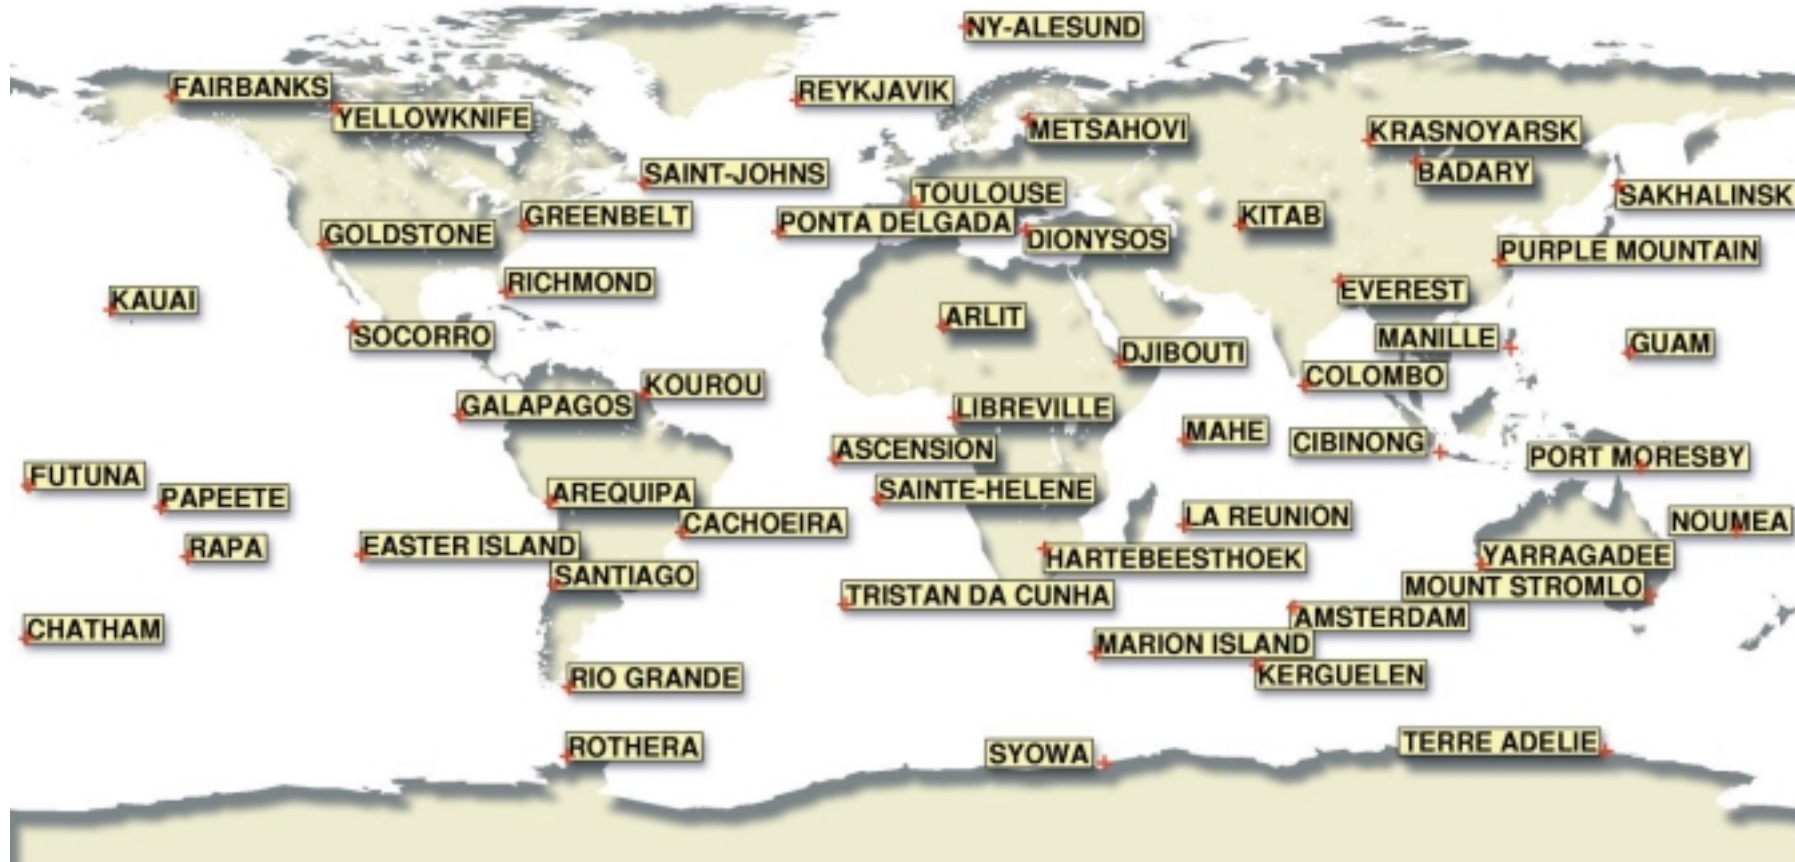 NY-ALESUND
FAIRBANKS
REYKJAVIK
YELLOWKNIFE
METSAHOVI
KRASNOYARSK
SAINT-JOHNS
BADARY
TOULOUSE
SAKHALINSK
GREENBELT
PONTA DELGADA
KITAB
GOLDSTONE
DIONYSOS
PURPLE MOUNTAIN
RICHMOND
EVEREST
KAUAI
ARLIT
SOCORRO
MANILLE
GUAM
DJIBOUTI
COLOMBO
KOUROU
GALAPAGOS
LIBREVILLE
MAHE
CIBINONG
ASCENSION
PORT MORESBY
FUTUNA
PAPEETE
AREQUIPA
SAINTE-HELENE
CACHOEIRA
LA REUNION
NOUMEA
RAPA
EASTER ISLAND
HARTEBEESTHOEK
YARRAGADEE
SANTIAGO
MOUNT STROMLO
TRISTAN DA CUNHA
AMSTERDAM
CHATHAM
MARION ISLAND
KERGUELEN
RIO GRANDE
ROTHERA
SYOWA
TERRE ADELIE